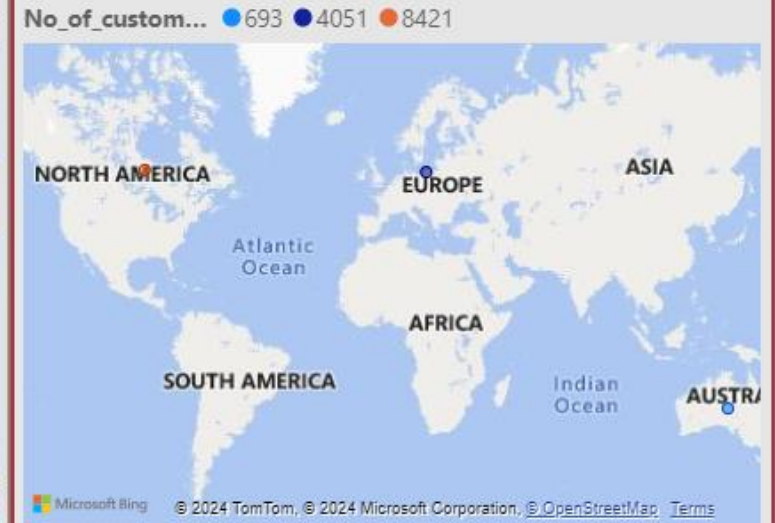 No_of_custom... 693 4051 8421
NORTH AMERICA
EUROPE
ASIA
Atlantic
Ocean
AFRICA
SOUTH AMERICA
Indian
Ocean
AUSTRA
Microsoft Bing © 2024 TomTom, © 2024 Microsoft Corporation, © OpenStreetMap Terms